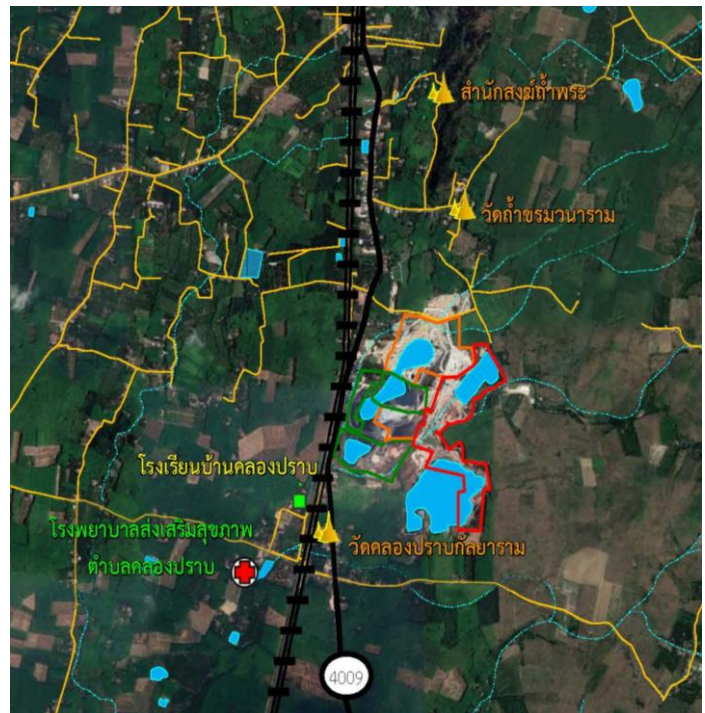 สำนักสงฆ์ถ้ำพระ
วัดถ้ำขรมวนาราม
โรงเรียนบ้านคลองปราบ
โรงพยาบาลส่งเสริมสุขภาพ
ตำบลคลองปราบ
วัดคลองปราบกัลยาราม
4009